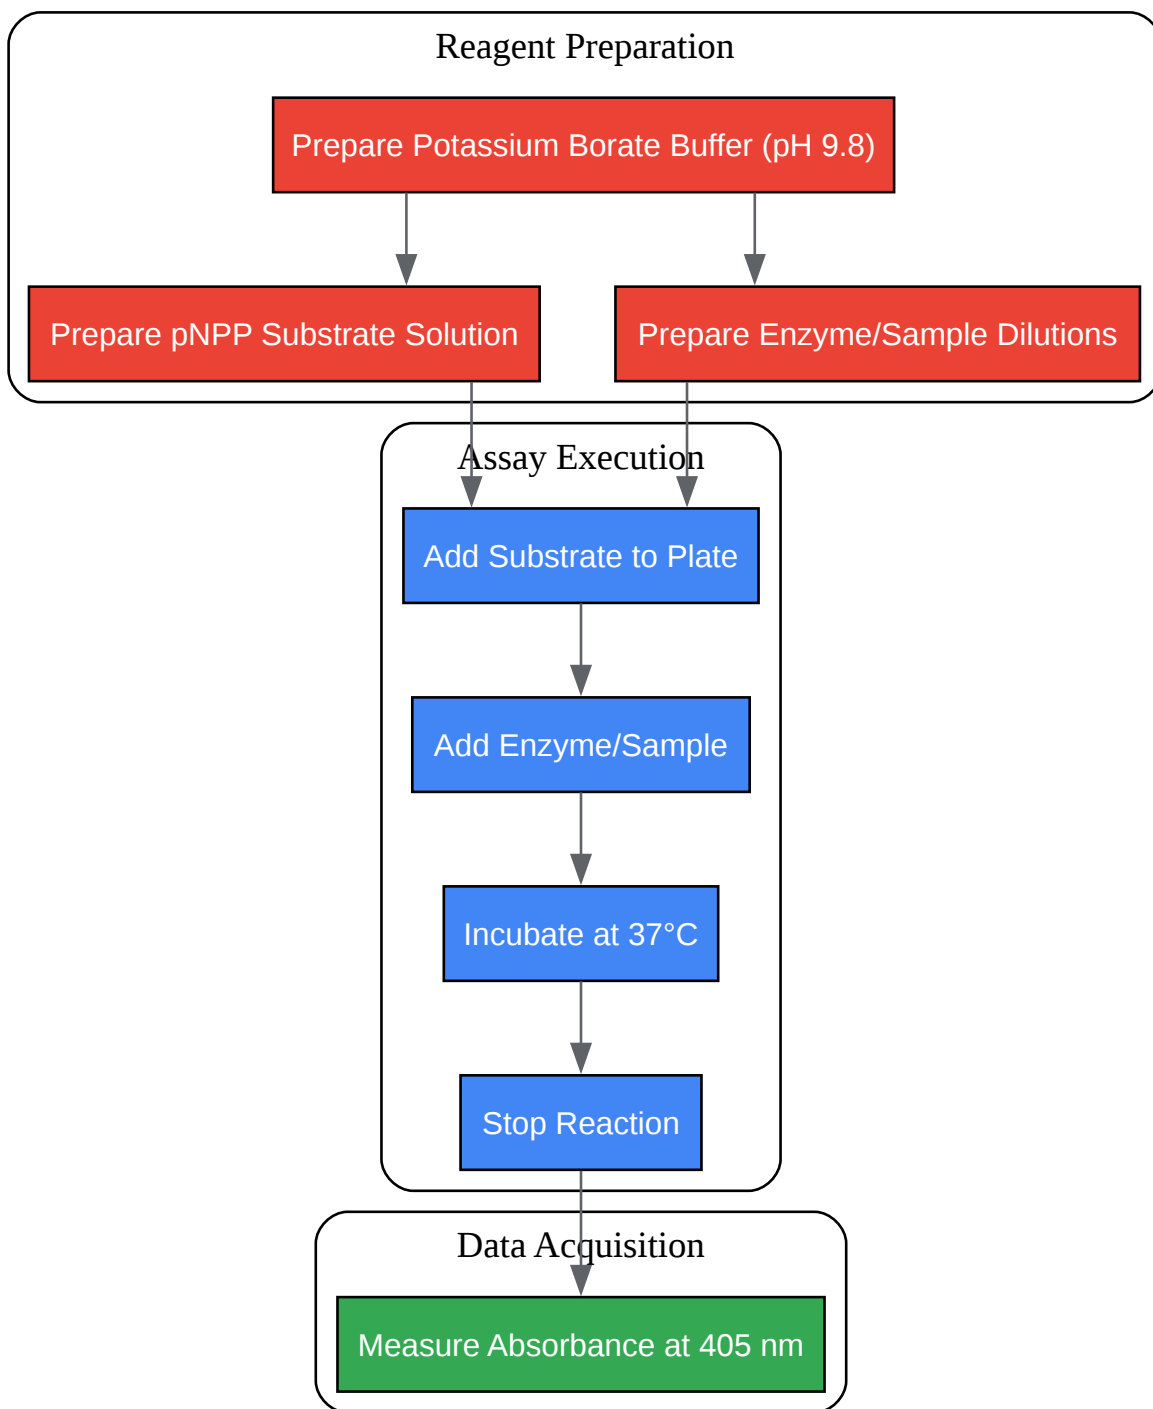 Reagent Preparation
Prepare Potassium Borate Buffer (pH 9.8)
Prepare pNPP Substrate Solution
Prepare Enzyme/Sample Dilutions
Assay Execution
Add Substrate to Plate
Add Enzyme/Sample
Incubate at 37°C
Stop Reaction
Data Acquisition
Measure Absorbance at 405 nm